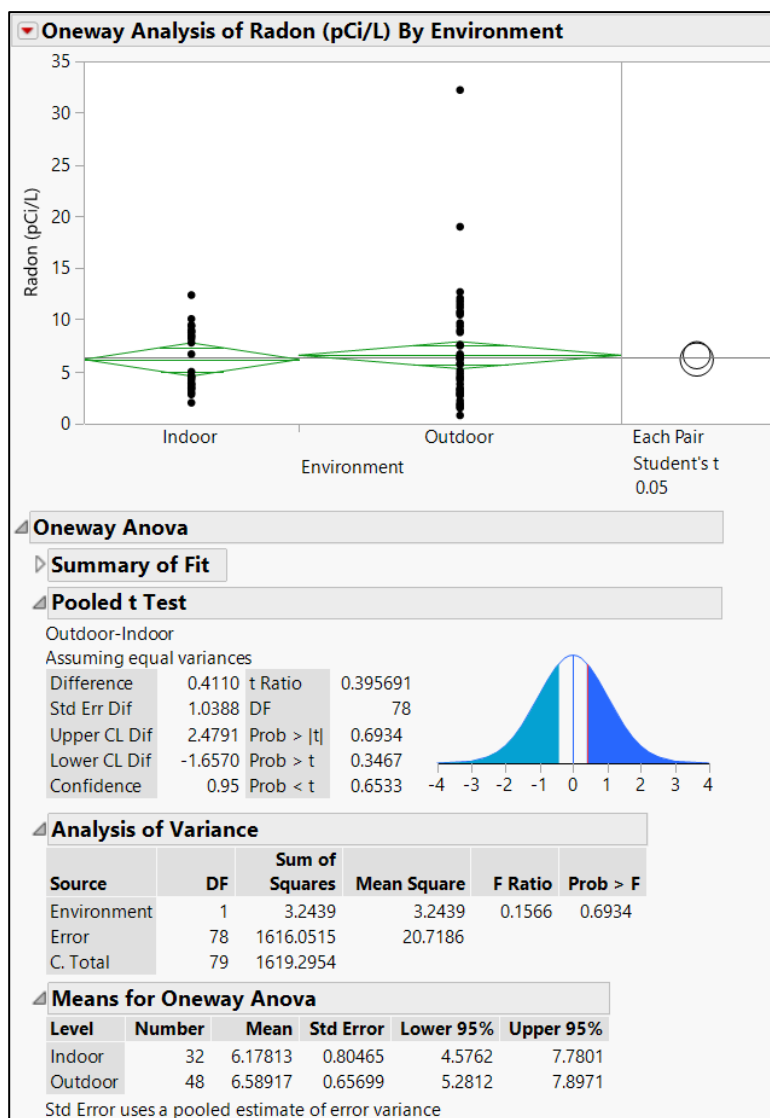 Oneway Analysis of Radon (pCi/L) By Environment
35
30
25
20
15
10
5
0
Radon (pCi/L)
Indoor Outdoor Each Pair
Environment Student's t
0.05
Oneway Anova
Summary of Fit
Pooled t Test
Outdoor-Indoor
Assuming equal variances
Difference 0.4110 t Ratio 0.395691
Std Err Dif 1.0388 DF 78
Upper CL Dif 2.4791 Prob > |t| 0.6934
Lower CL Dif -1.6570 Prob > t 0.3467
Confidence 0.95 Prob < t 0.6533
-4 -3 -2 -1 0 1 2 3 4
Analysis of Variance
Sum of
Source DF Squares Mean Square F Ratio Prob > F
Environment 1 3.2439 3.2439 0.1566 0.6934
Error 78 1616.0515 20.7186
C. Total 79 1619.2954
Means for Oneway Anova
Level Number Mean Std Error Lower 95% Upper 95%
Indoor 32 6.17813 0.80465 4.5762 7.7801
Outdoor 48 6.58917 0.65699 5.2812 7.8971
Std Error uses a pooled estimate of error variance